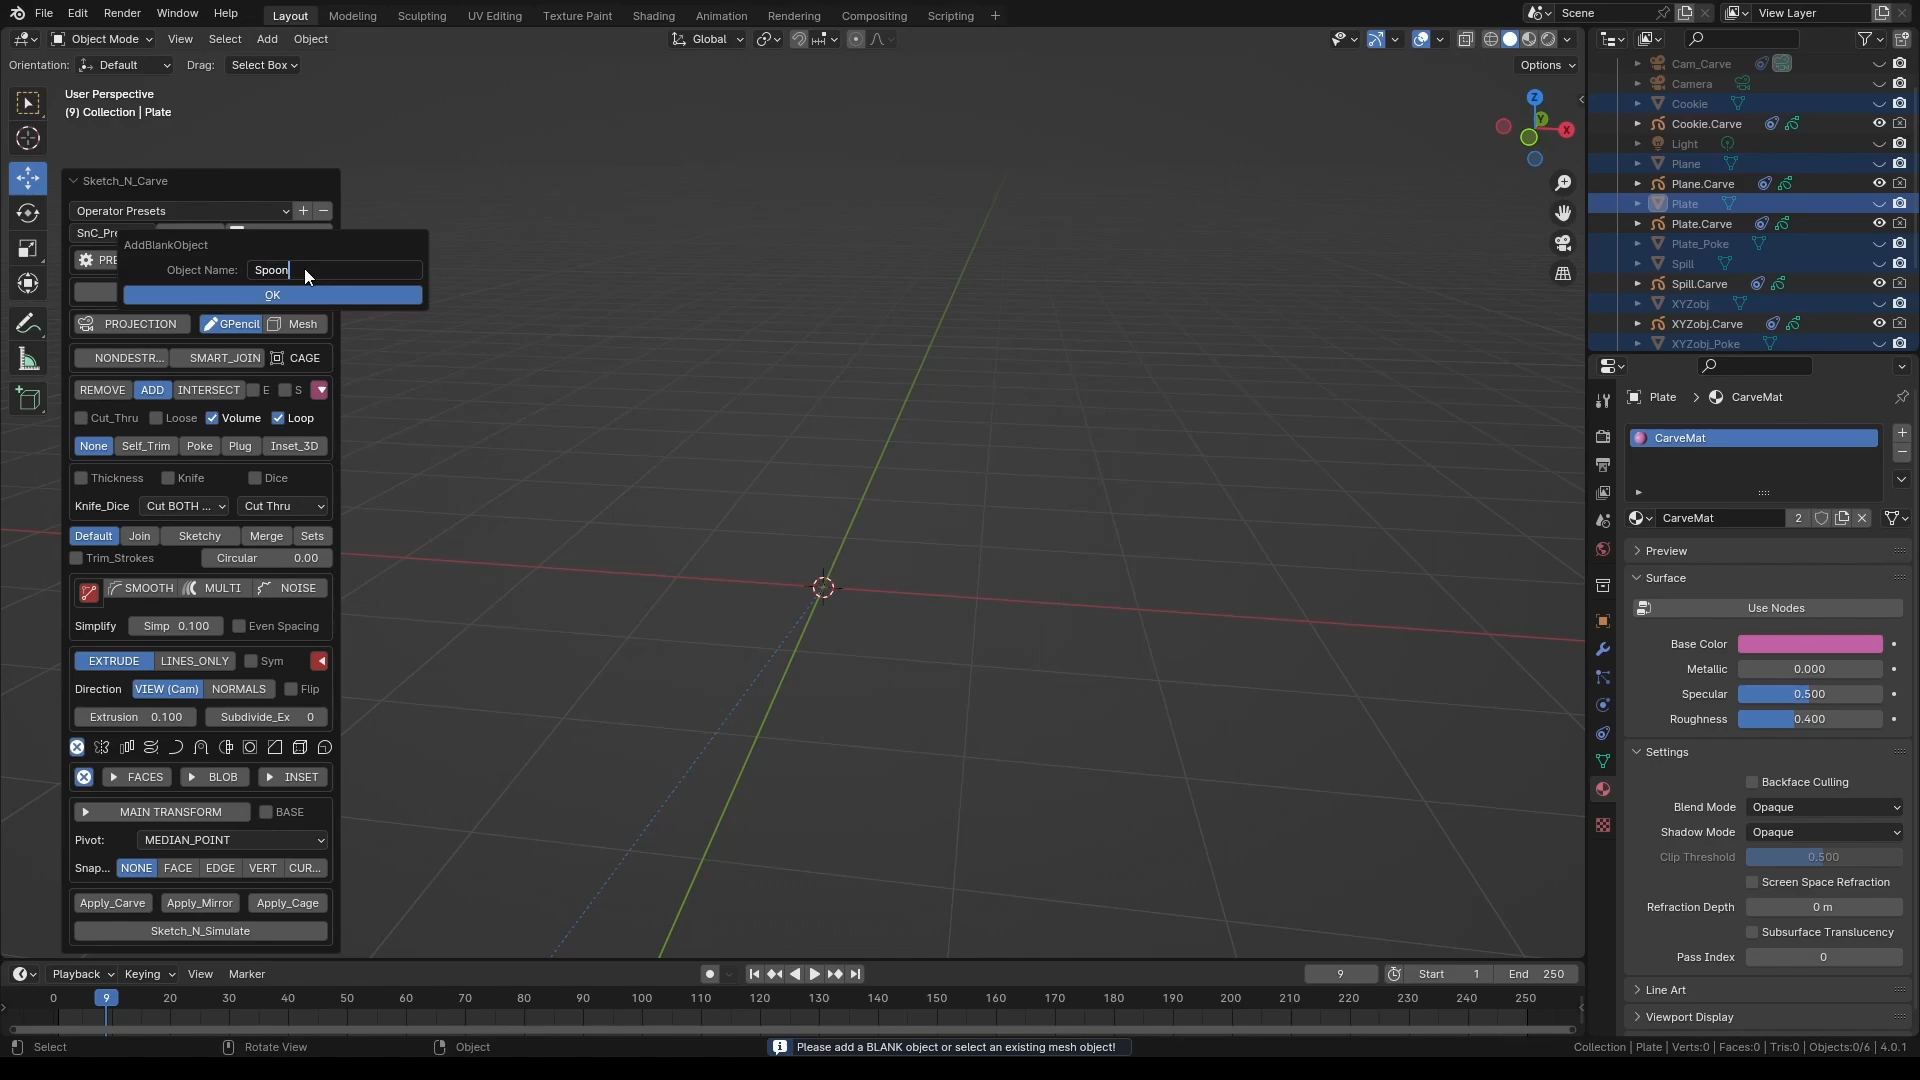 File Edit Render Window Help Layout Modeling Sculpting UV Editing Texture Paint Shading Animation Rendering Compositing Scripting + Scene View Layer
Object Mode View Select Add Object Global
Orientation: Default Drag: Select Box Options
User Perspective
(9) Collection | Plate
Sketch_N_Carve
Operator Presets
SnC_Pre
AddBlankObject
PRE
Object Name: Spoon
OK
PROJECTION GPencil Mesh
NONDESTR... SMART_JOIN CAGE
REMOVE ADD INTERSECT E S
Cut_Thru Loose Volume Loop
None Self_Trim Poke Plug Inset_3D
Thickness Knife Dice
Knife_Dice Cut BOTH ... Cut Thru
Default Join Sketchy Merge Sets
Trim_Strokes Circular 0.00
SMOOTH MULTI NOISE
Simplify Simp 0.100 Even Spacing
EXTRUDE LINES_ONLY Sym
Direction VIEW (Cam) NORMALS Flip
Extrusion 0.100 Subdivide_Ex 0
FACES BLOB INSET
MAIN TRANSFORM BASE
Pivot: MEDIAN_POINT
Snap... NONE FACE EDGE VERT CUR...
Apply_Carve Apply_Mirror Apply_Cage
Sketch_N_Simulate
Z
Y
X
Cam_Carve
Camera
Cookie
Cookie.Carve
Light
Plane
Plane.Carve
Plate
Plate.Carve
Plate_Poke
Spill
Spill.Carve
XYZobj
XYZobj.Carve
XYZobj_Poke
Plate CarveMat
CarveMat
CarveMat 2
Preview
Surface
Use Nodes
Base Color
Metallic 0.000
Specular 0.500
Roughness 0.400
Settings
Backface Culling
Blend Mode Opaque
Shadow Mode Opaque
Clip Threshold 0.500
Screen Space Refraction
Refraction Depth 0 m
Subsurface Translucency
Pass Index 0
Line Art
Viewport Display
Playback Keying View Marker 9 Start 1 End 250
0 9 20 30 40 50 60 70 80 90 100 110 120 130 140 150 160 170 180 190 200 210 220 230 240 250
Select Rotate View Object Please add a BLANK object or select an existing mesh object! Collection | Plate | Verts:0 | Faces:0 | Tris:0 | Objects:0/6 | 4.0.1